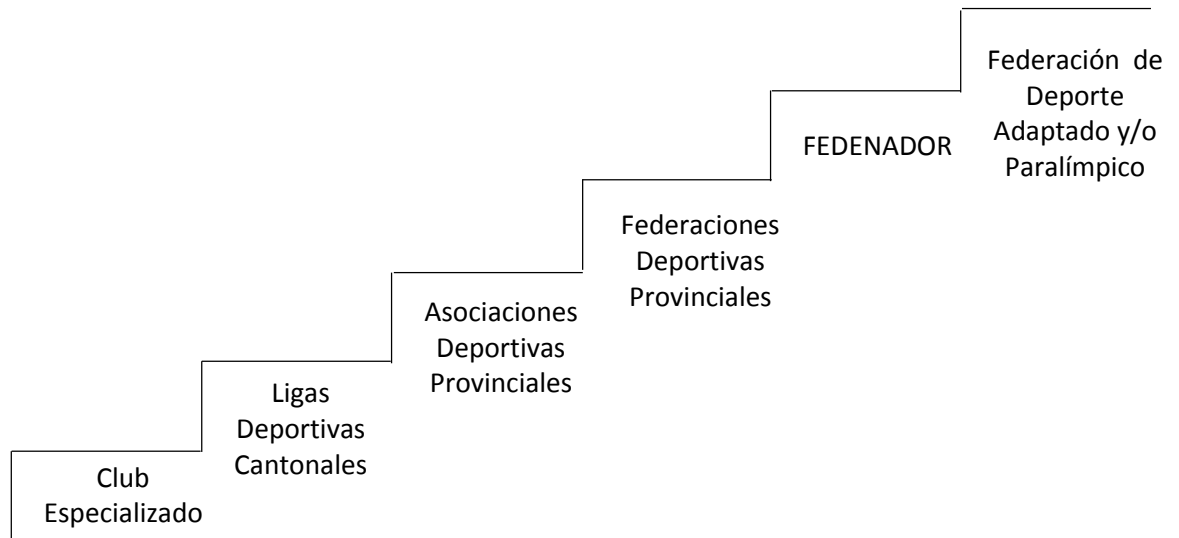 Club
Especializado
Ligas
Deportivas
Cantonales
Asociaciones
Deportivas
Provinciales
Federaciones
Deportivas
Provinciales
FEDENADOR
Federación de
Deporte
Adaptado y/o
Paralímpico